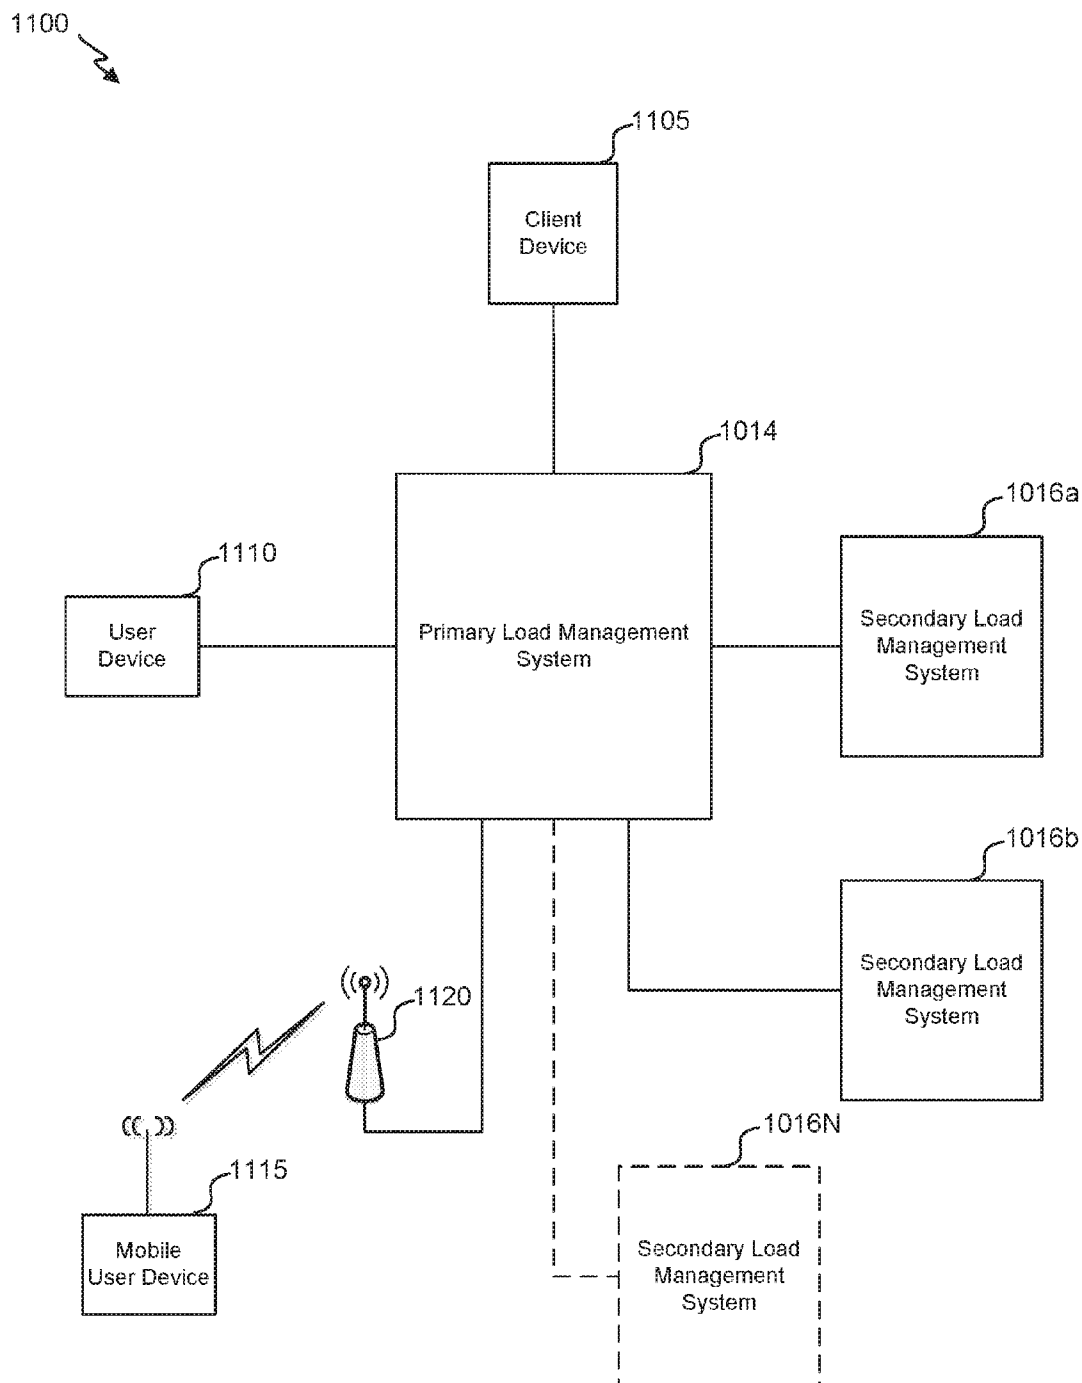 1100
1105
Client
Device
1014
1016a
1110
User
Device
Primary Load Management
System
Secondary Load
Management
System
1016b
1120
Secondary Load
Management
System
1016N
1115
Mobile
User Device
Secondary Load
Management
System